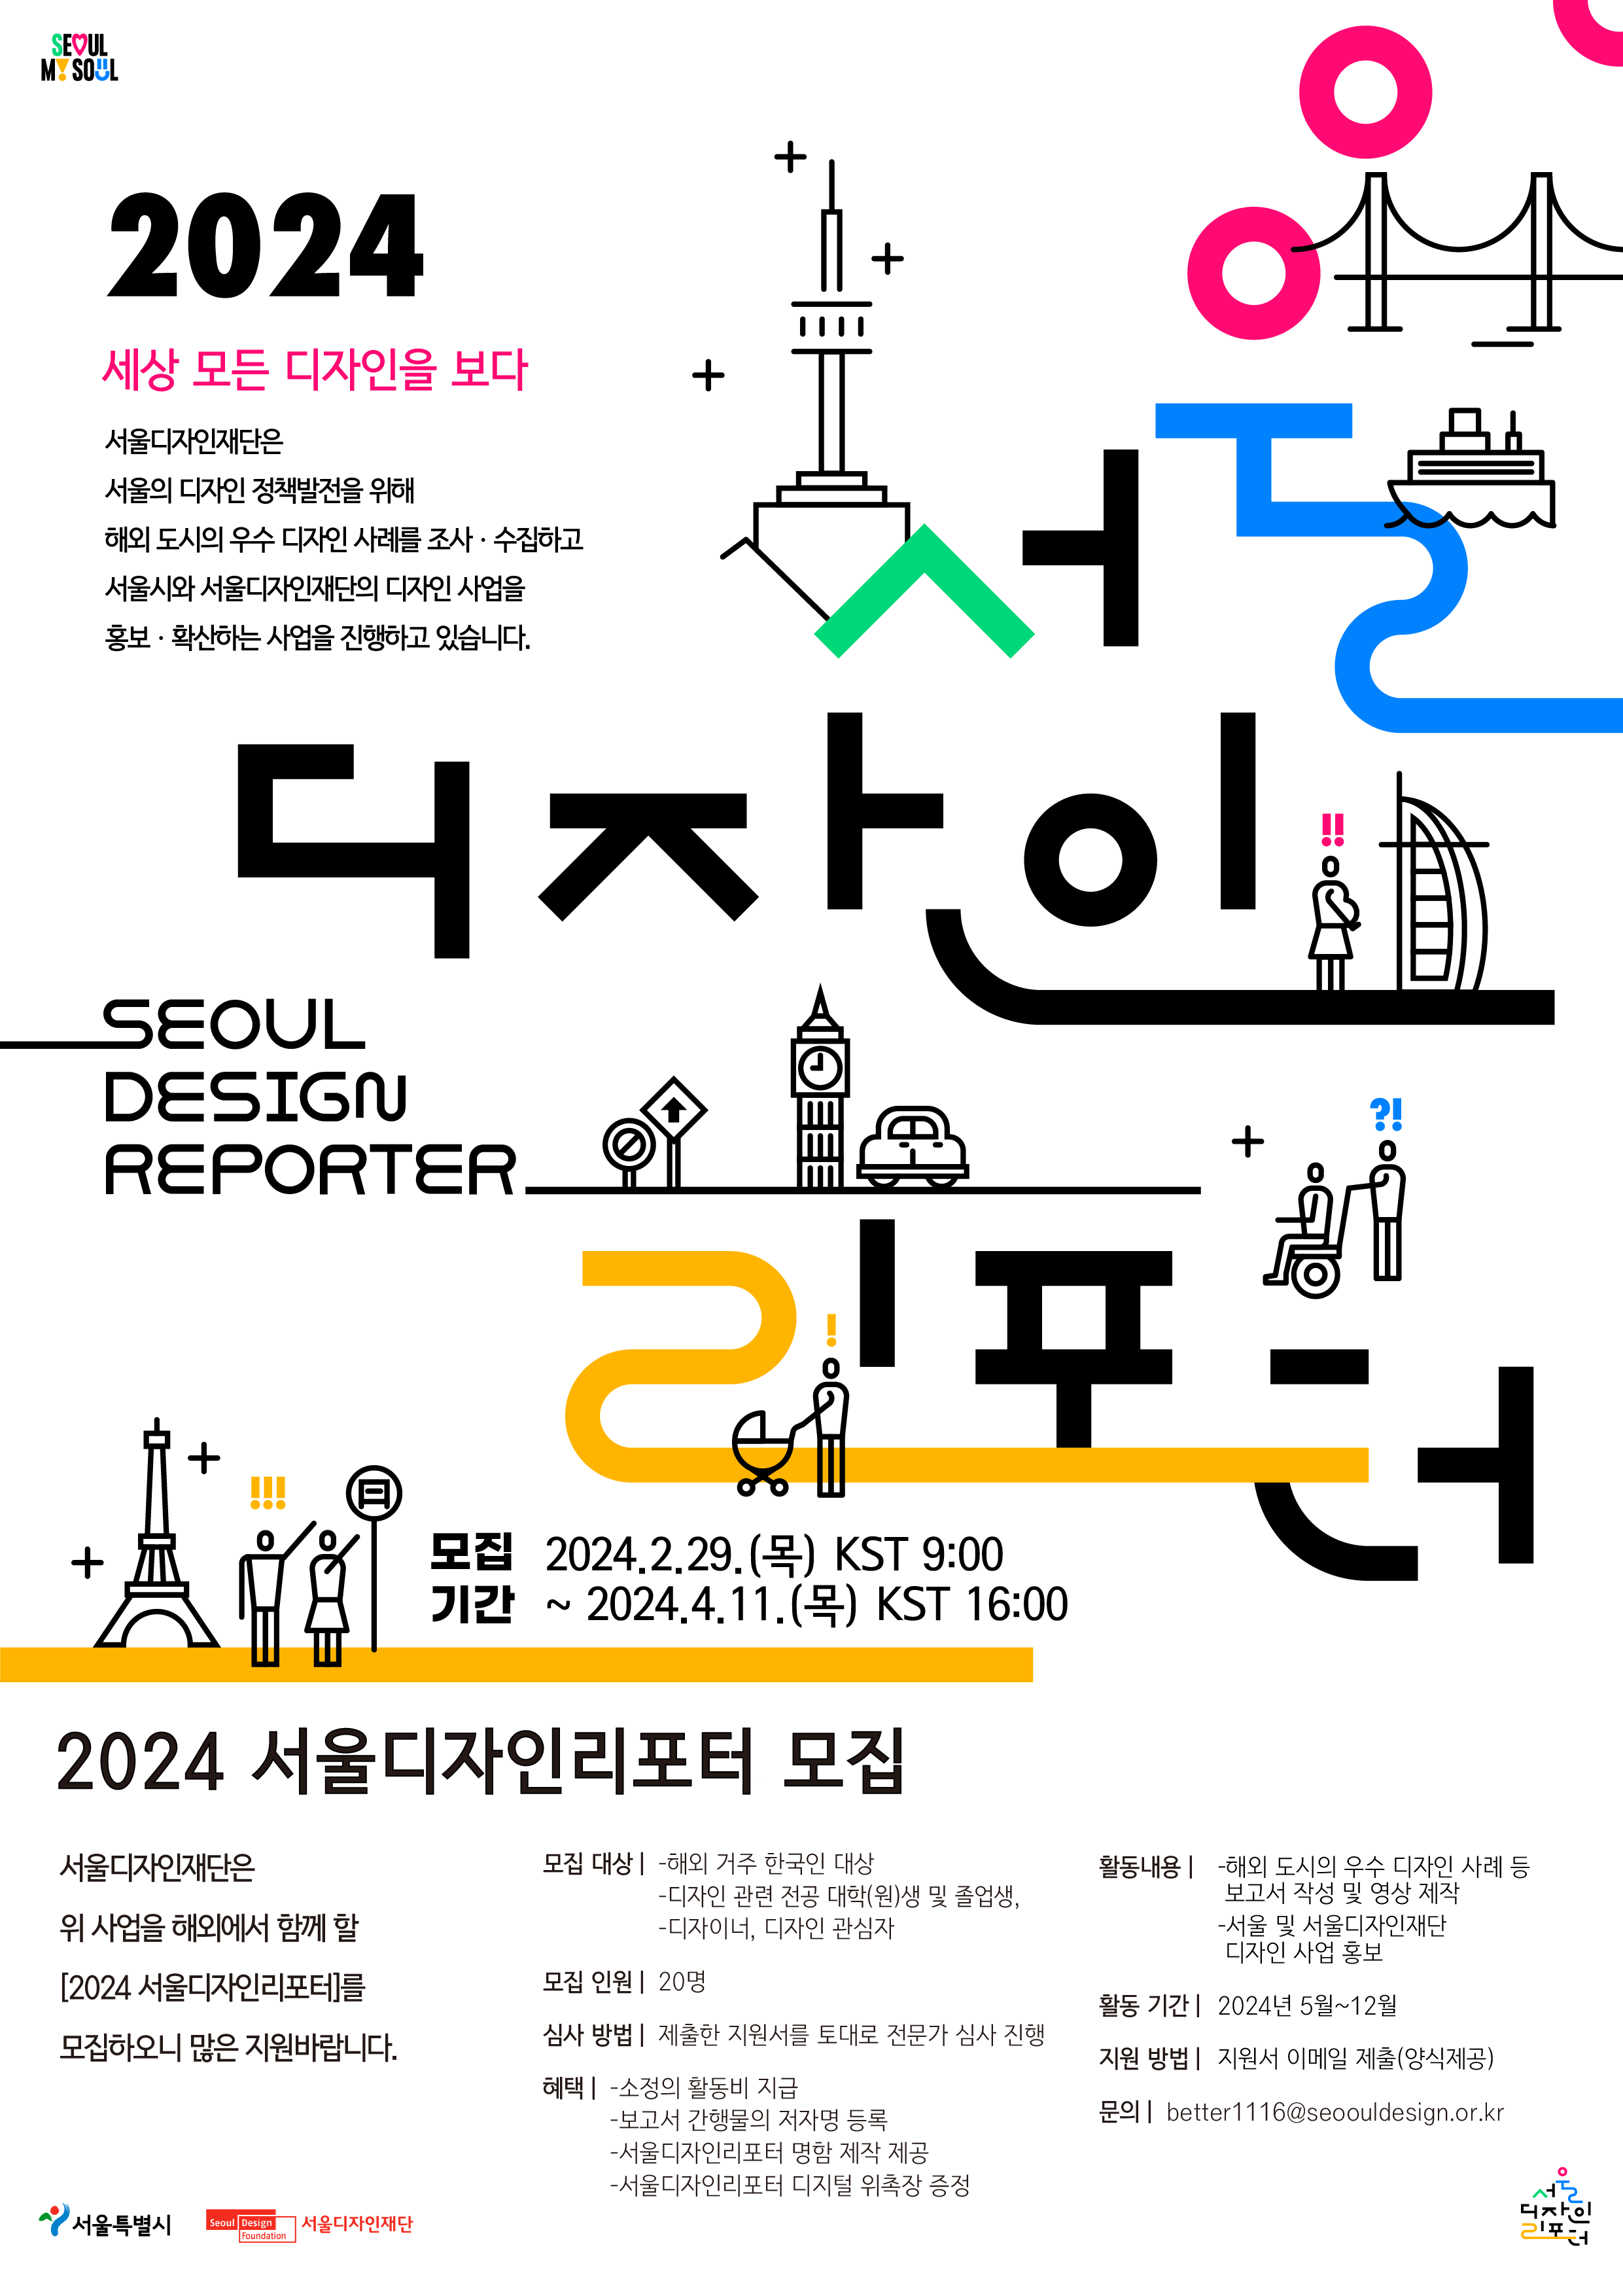 SEOUL
MY SOUL
2024
세상 모든 디자인을 보다
서울디자인재단은
서울의 디자인 정책발전을 위해
해외 도시의 우수 디자인 사례를 조사 · 수집하고
서울시와 서울디자인재단의 디자인 사업을
홍보 · 확산하는 사업을 진행하고 있습니다.
서울
디자인
!!
SEOUL
DESIGN
REPORTER
?!
리포터
!
!!!
모집 기간 2024.2.29.(목) KST 9:00
~ 2024.4.11.(목) KST 16:00
2024 서울디자인리포터 모집
서울디자인재단은
위 사업을 해외에서 함께 할
[2024 서울디자인리포터]를
모집하오니 많은 지원바랍니다.
모집 대상 | -해외 거주 한국인 대상
-디자인 관련 전공 대학(원)생 및 졸업생,
-디자이너, 디자인 관심자
모집 인원 | 20명
심사 방법 | 제출한 지원서를 토대로 전문가 심사 진행
혜택 | -소정의 활동비 지급
-보고서 간행물의 저자명 등록
-서울디자인리포터 명함 제작 제공
-서울디자인리포터 디지털 위촉장 증정
활동내용 | -해외 도시의 우수 디자인 사례 등
보고서 작성 및 영상 제작
-서울 및 서울디자인재단
디자인 사업 홍보
활동 기간 | 2024년 5월~12월
지원 방법 | 지원서 이메일 제출(양식제공)
문의 | better1116@seoouldesign.or.kr
서울특별시
Seoul Design
Foundation
서울디자인재단
서울
디자인
리포터